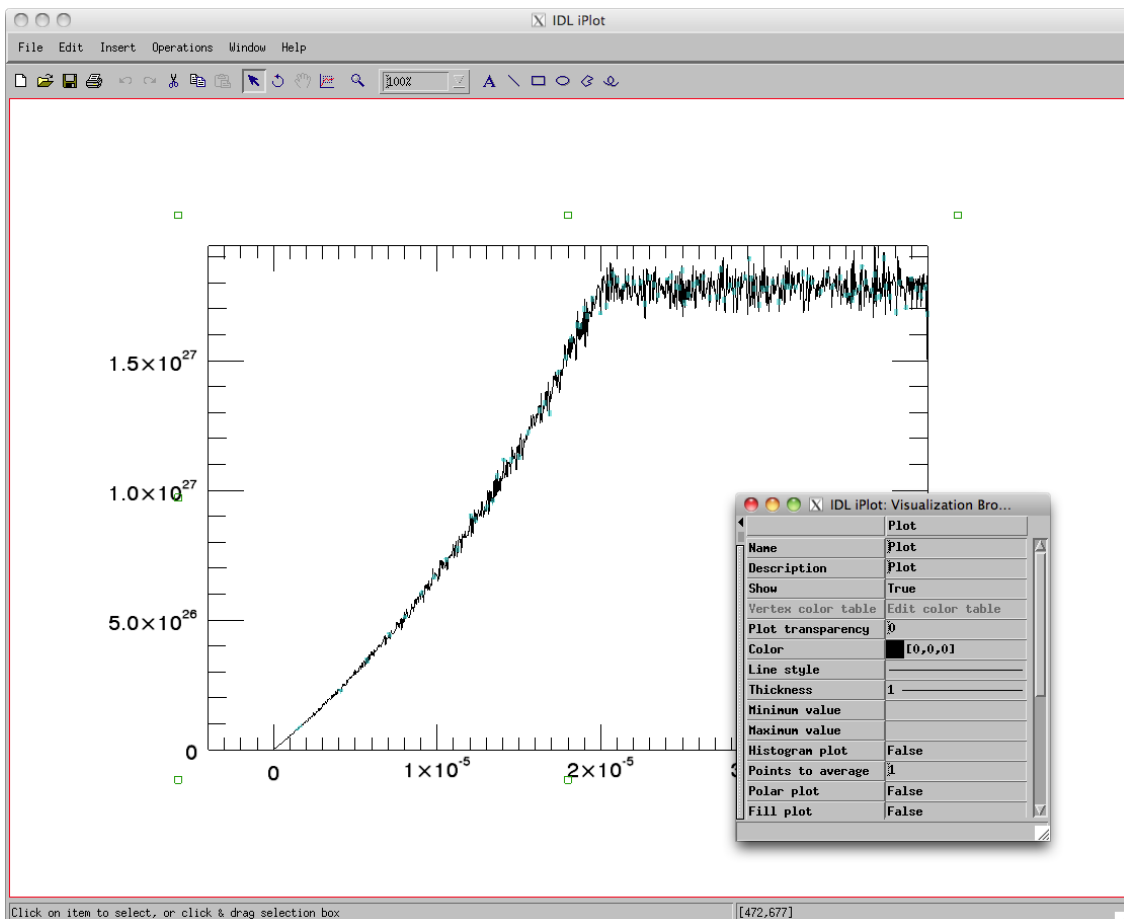 X IDL iPlot
File Edit Insert Operations Window Help
100% A
1.5×10^27
1.0×10^27
5.0×10^26
0
0 1×10^-5 2×10^-5 3
X IDL iPlot: Visualization Bro...
Plot
Name Plot
Description Plot
Show True
Vertex color table Edit color table
Plot transparency 0
Color [0,0,0]
Line style
Thickness 1
Minimum value
Maximum value
Histogram plot False
Points to average 1
Polar plot False
Fill plot False
Click on item to select, or click & drag selection box [472,677]